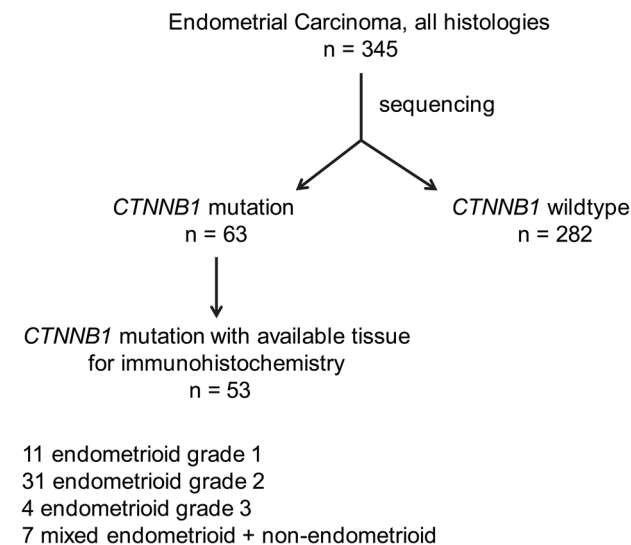 Endometrial Carcinoma, all histologies
n = 345
sequencing
CTNNB1 mutation
n = 63
CTNNB1 wildtype
n = 282
CTNNB1 mutation with available tissue
for immunohistochemistry
n = 53
11 endometrioid grade 1
31 endometrioid grade 2
4 endometrioid grade 3
7 mixed endometrioid + non-endometrioid